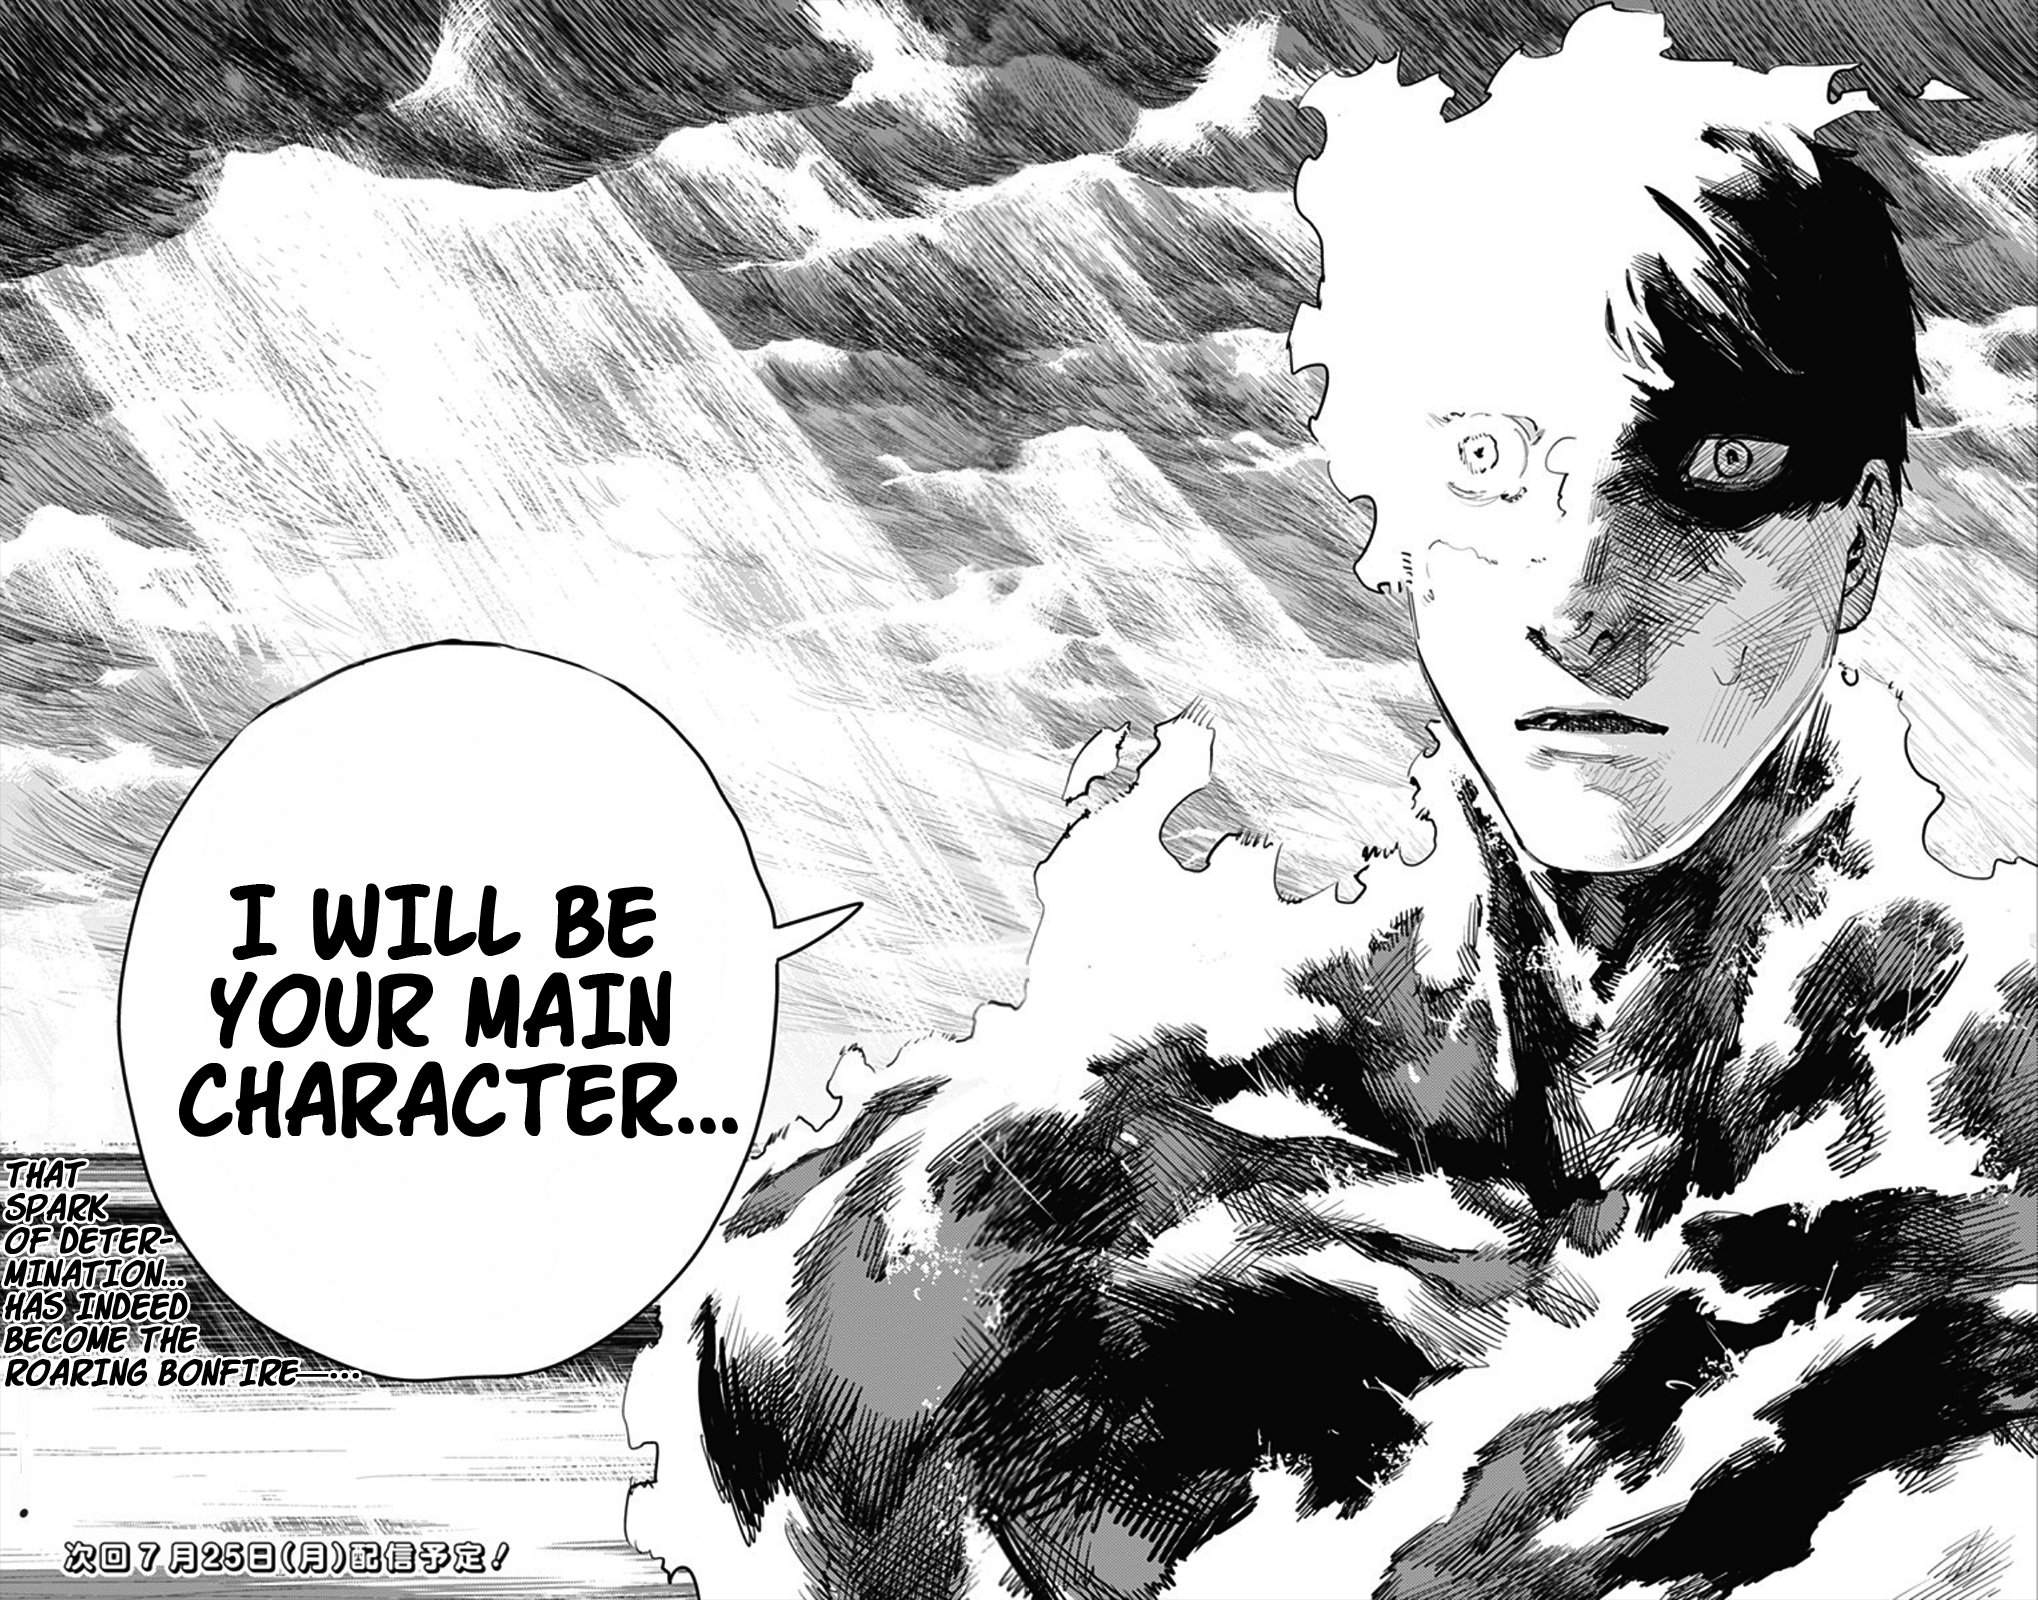 I WILL BE
YOUR MAIN
CHARACTER...
THAT
SPARK
OF DETER-
MINATION...
HAS INDEED
BECOME THE
ROARING BONFIRE—...
次回7月25日(月)配信予定!